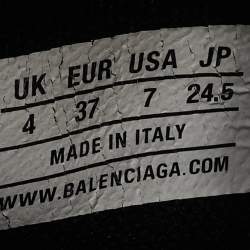 UK EUR USA JP
4 37 7 24.5
MADE IN ITALY
WWW.BALENCIAGA.COM